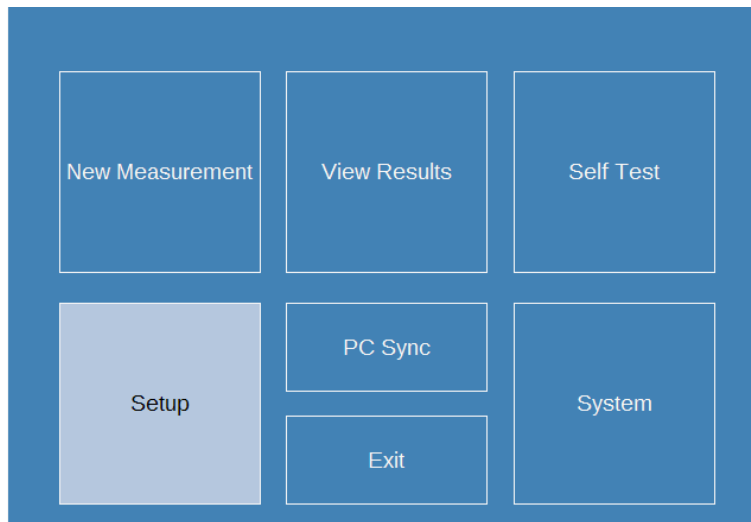 New Measurement
View Results
Self Test
Setup
PC Sync
Exit
System